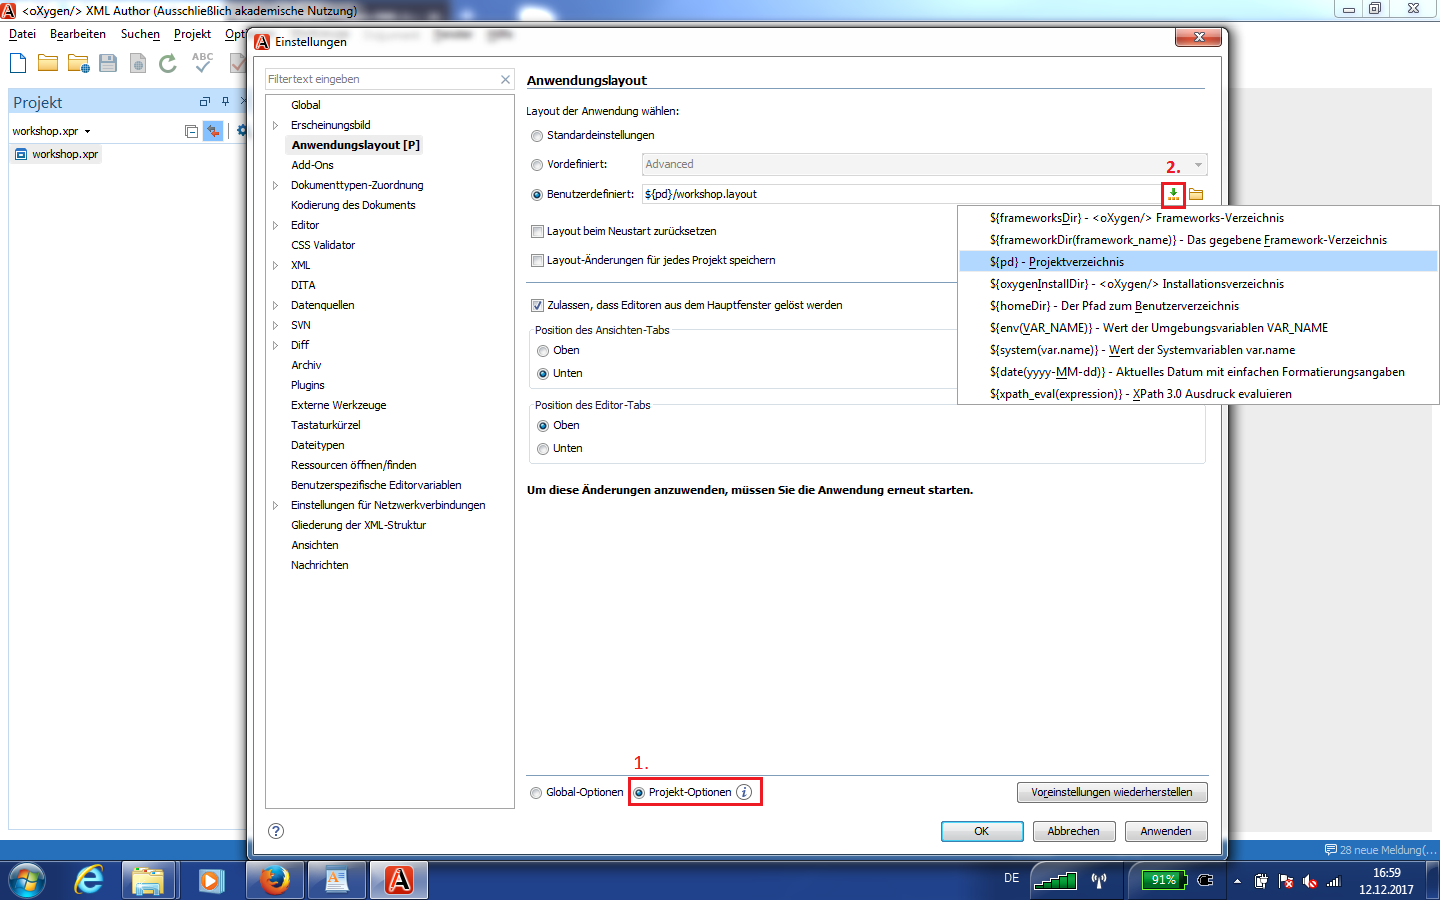 <oXygen/> XML Author (Ausschließlich akademische Nutzung)
Datei Bearbeiten Suchen Projekt
Einstellungen
ABC
Projekt
workshop.xpr
workshop.xpr
Filtertext eingeben
Global
Erscheinungsbild
Anwendungslayout [P]
Add-Ons
Dokumenttypen-Zuordnung
Kodierung des Dokuments
Editor
CSS Validator
XML
DITA
Datenquellen
SVN
Diff
Archiv
Plugins
Externe Werkzeuge
Tastaturkürzel
Dateitypen
Ressourcen öffnen/finden
Benutzerspezifische Editorvariablen
Einstellungen für Netzwerkverbindungen
Gliederung der XML-Struktur
Ansichten
Nachrichten
Anwendungslayout
Layout der Anwendung wählen:
Standardeinstellungen
Vordefiniert: Advanced
2.
Benutzerdefiniert: ${pd}/workshop.layout
${frameworksDir} - <oXygen/> Frameworks-Verzeichnis
${frameworkDir(framework_name)} - Das gegebene Framework-Verzeichnis
${pd} - Projektverzeichnis
${oxygenInstallDir} - <oXygen/> Installationsverzeichnis
${homeDir} - Der Pfad zum Benutzerverzeichnis
${env(VAR_NAME)} - Wert der Umgebungsvariablen VAR_NAME
${system(var.name)} - Wert der Systemvariablen var.name
${date(yyyy-MM-dd)} - Aktuelles Datum mit einfachen Formatierungsangaben
${xpath_eval(expression)} - XPath 3.0 Ausdruck evaluieren
Layout beim Neustart zurücksetzen
Layout-Änderungen für jedes Projekt speichern
Zulassen, dass Editoren aus dem Hauptfenster gelöst werden
Position des Ansichten-Tabs
Oben
Unten
Position des Editor-Tabs
Oben
Unten
Um diese Änderungen anzuwenden, müssen Sie die Anwendung erneut starten.
1.
Global-Optionen Projekt-Optionen
Voreinstellungen wiederherstellen
OK Abbrechen Anwenden
28 neue Meldung(...
DE
91%
16:59
12.12.2017